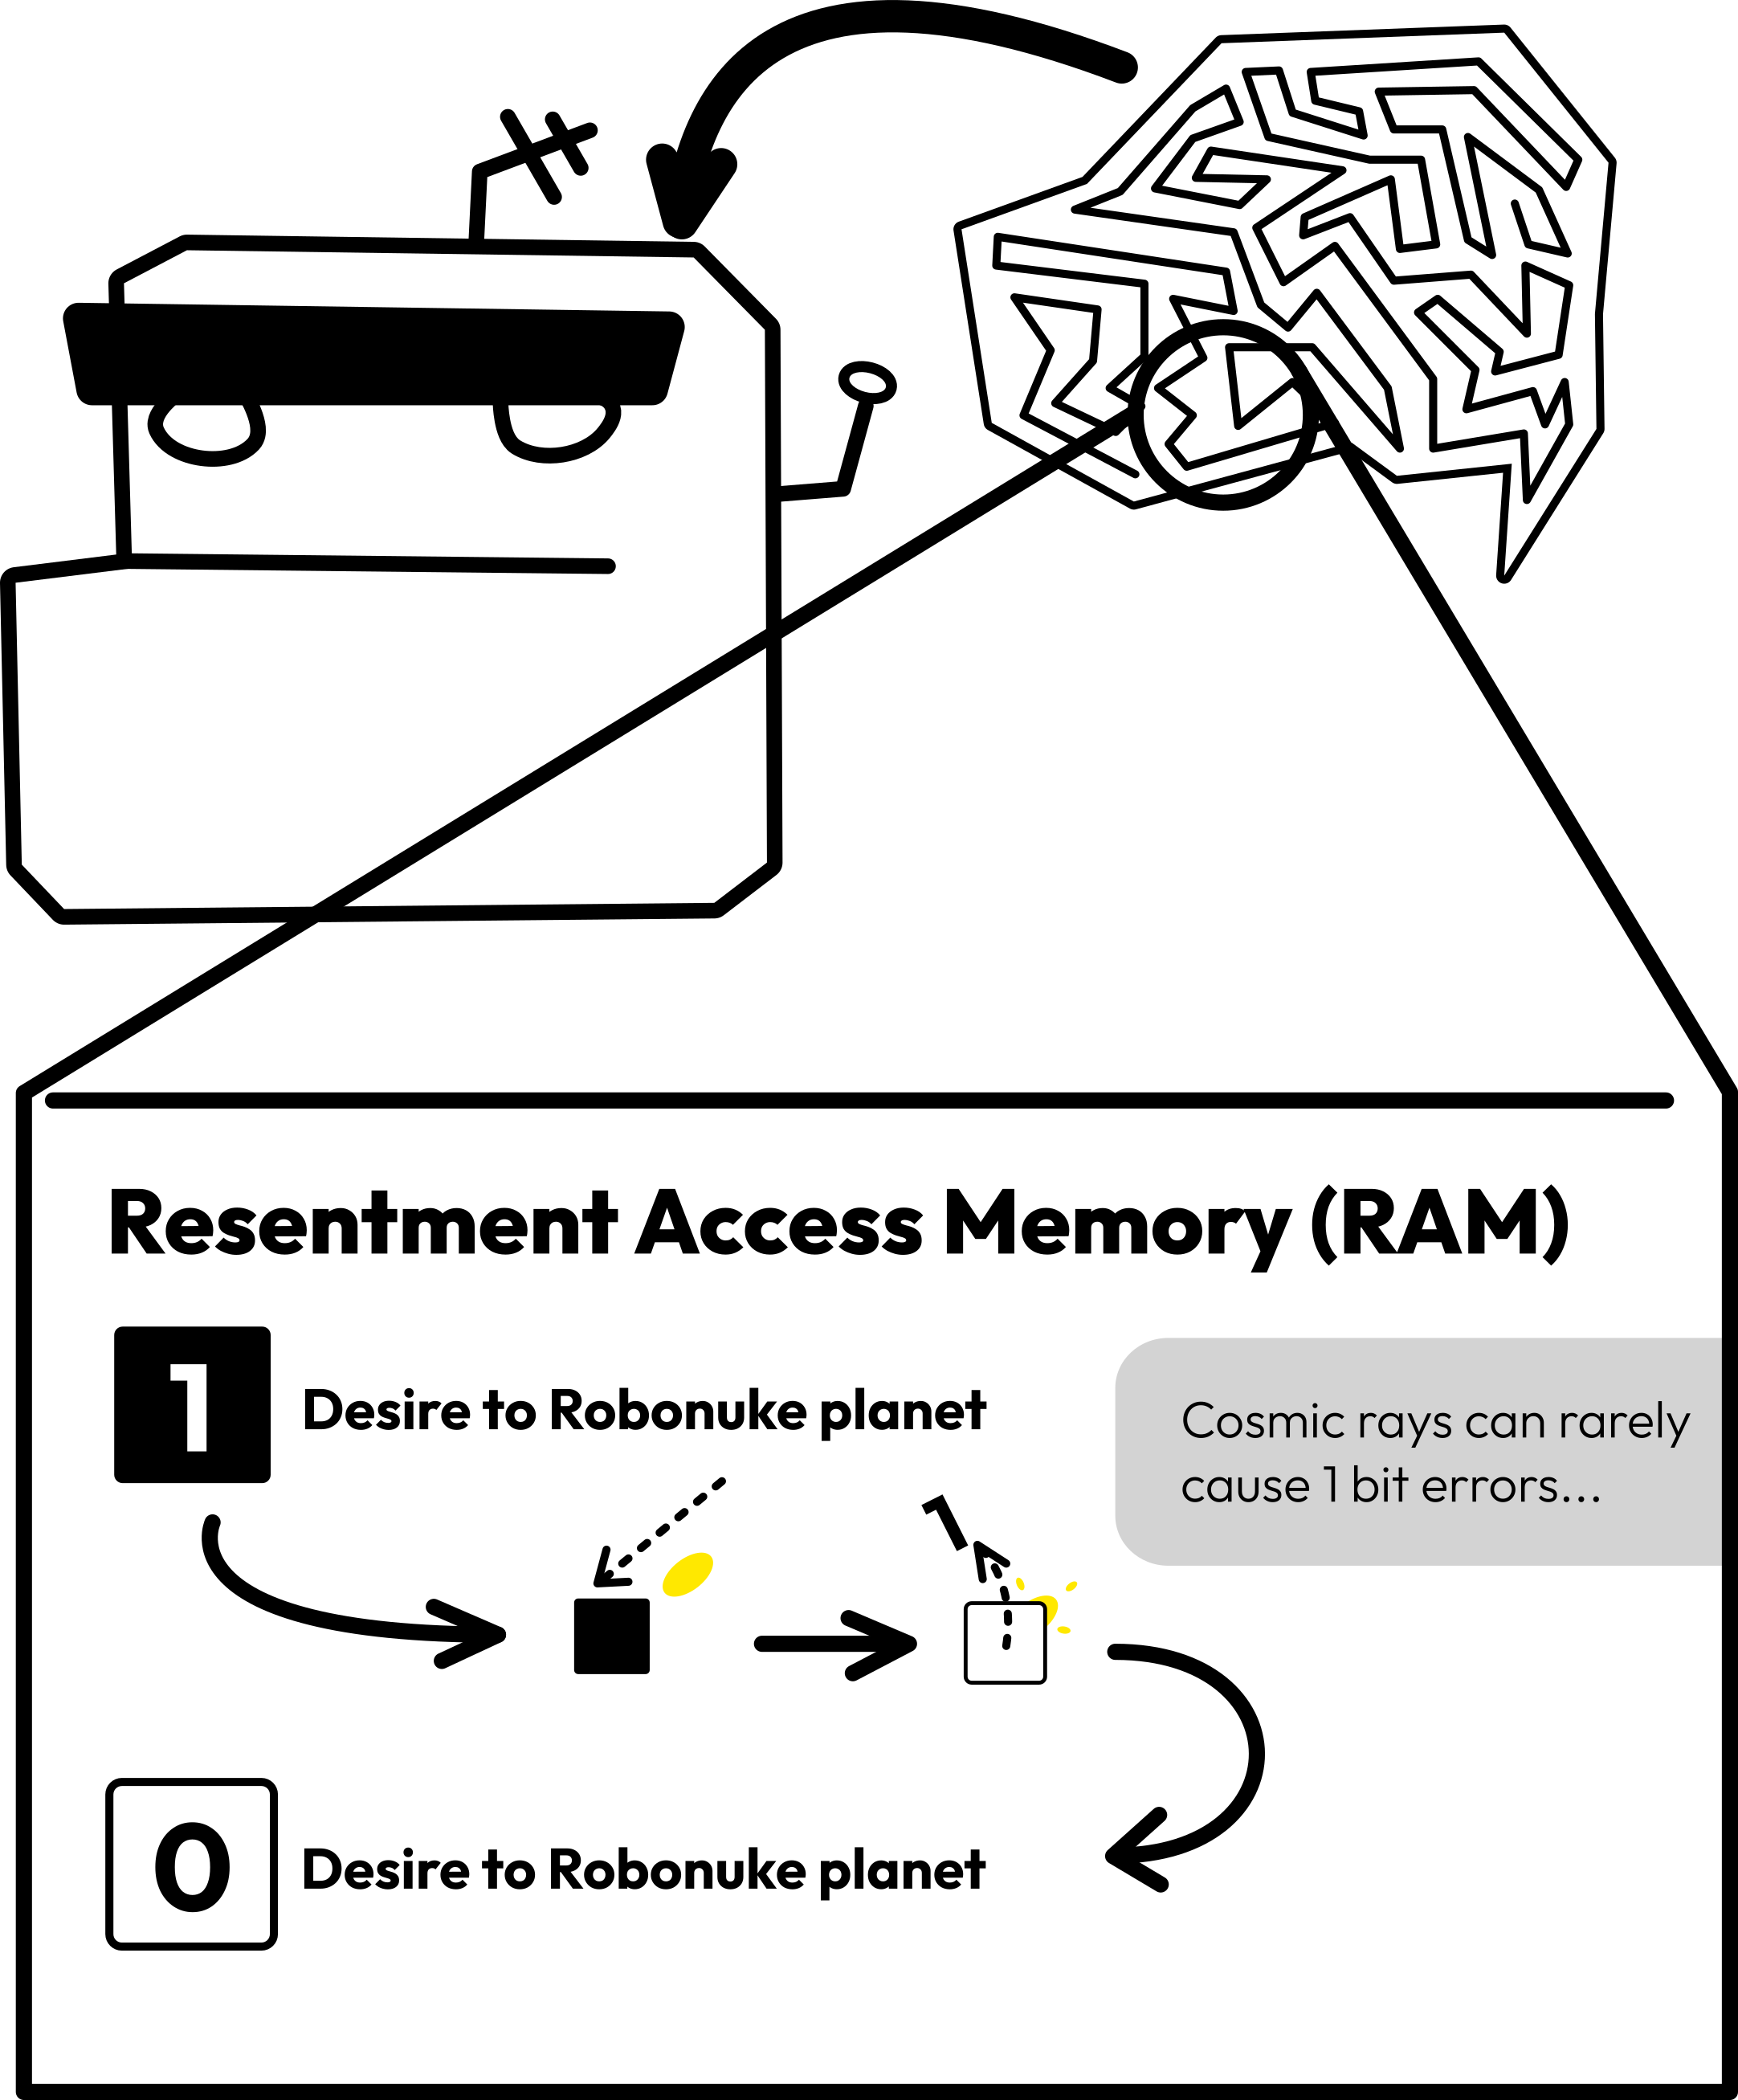 Resentment Access Memory (RAM)
1 Desire to Robonuke planet
Cosmic rays can rarely
cause 1 bit errors...
0 Desire to Robonuke planet